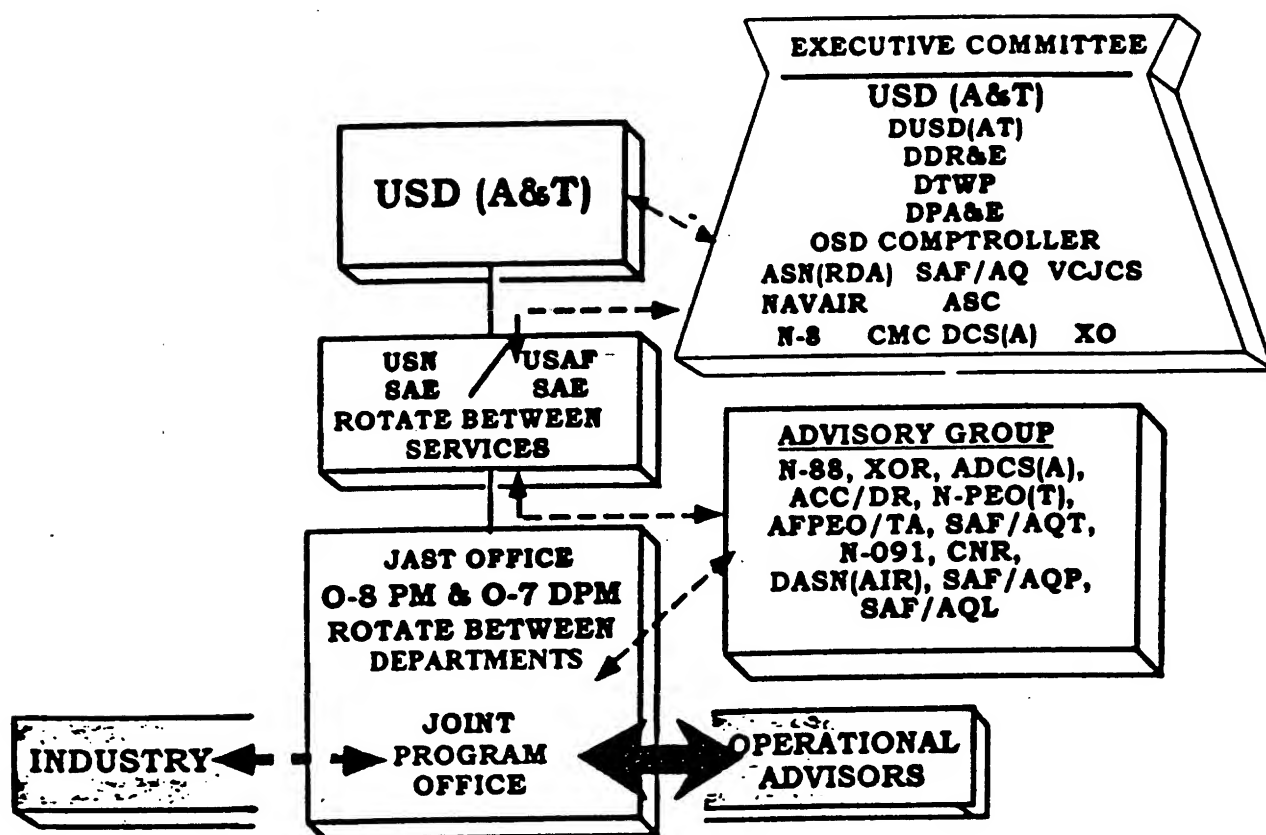 EXECUTIVE COMMITTEE
USD (A&T)
DUSD(AT)
DDR&E
DTWP
DPA&E
OSD COMPTROLLER
ASN(RDA) SAF/AQ VCJCS
NAVAIR ASC
N-8 CMC DCS(A) XO
USD (A&T)
USN USAF
SAE SAE
ROTATE BETWEEN
SERVICES
ADVISORY GROUP
N-88, XOR, ADCS(A),
ACC/DR, N-PEO(T),
AFPEO/TA, SAF/AQT,
N-091, CNR,
DASN(AIR), SAF/AQP,
SAF/AQL
JAST OFFICE
O-8 PM & O-7 DPM
ROTATE BETWEEN
DEPARTMENTS
JOINT
PROGRAM
OFFICE
INDUSTRY
OPERATIONAL
ADVISORS